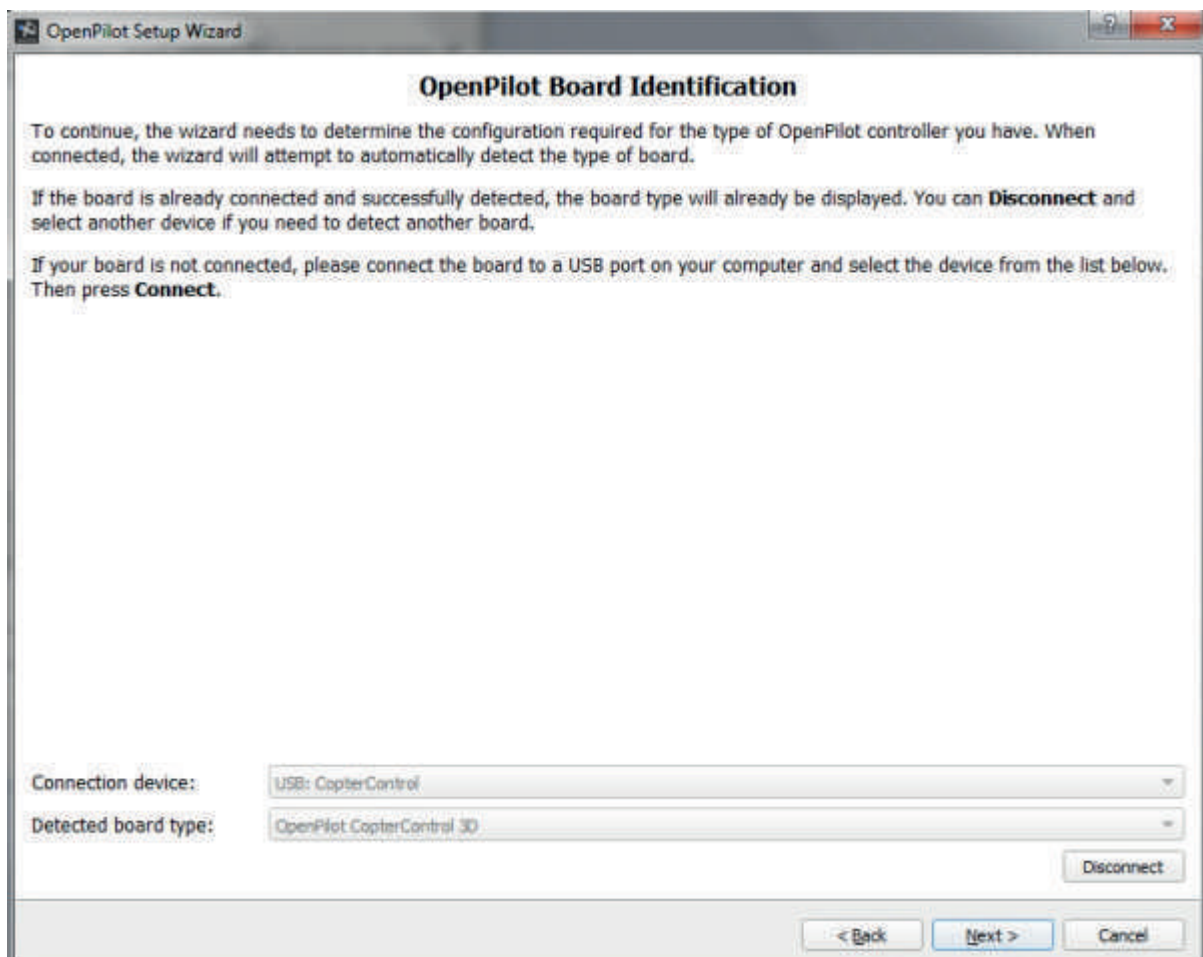 OpenPilot Setup Wizard
OpenPilot Board Identification
To continue, the wizard needs to determine the configuration required for the type of OpenPilot controller you have. When
connected, the wizard will attempt to automatically detect the type of board.
If the board is already connected and successfully detected, the board type will already be displayed. You can Disconnect and
select another device if you need to detect another board.
If your board is not connected, please connect the board to a USB port on your computer and select the device from the list below.
Then press Connect.
Connection device: USB: CopterControl
Detected board type: OpenPilot CopterControl 3D
Disconnect
< Back Next > Cancel